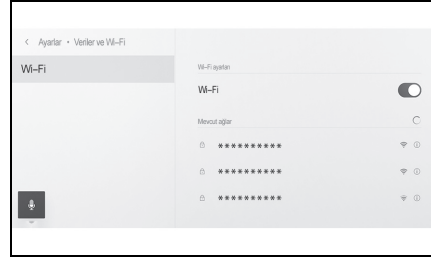 Ayarlar • Veriler ve Wi-Fi
Wi-Fi
Wi-Fi ayarları
Wi-Fi
Mevcut ağlar
**********
**********
**********